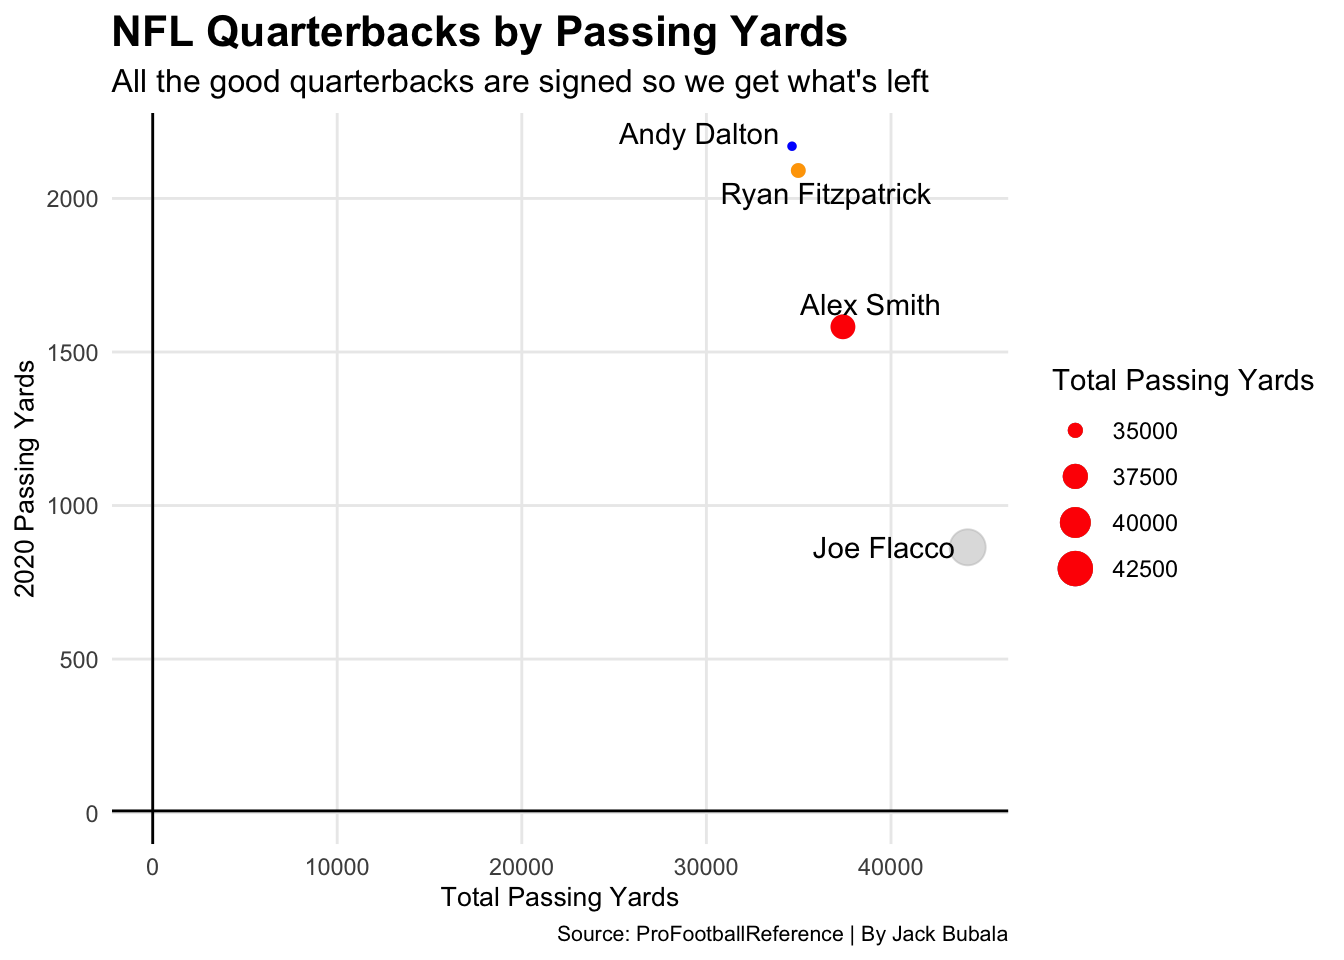 NFL Quarterbacks by Passing Yards
All the good quarterbacks are signed so we get what's left
Andy Dalton
Ryan Fitzpatrick
Alex Smith
Joe Flacco
2020 Passing Yards
2000
1500
1000
500
0
0 10000 20000 30000 40000
Total Passing Yards
Total Passing Yards
35000
37500
40000
42500
Source: ProFootballReference | By Jack Bubala